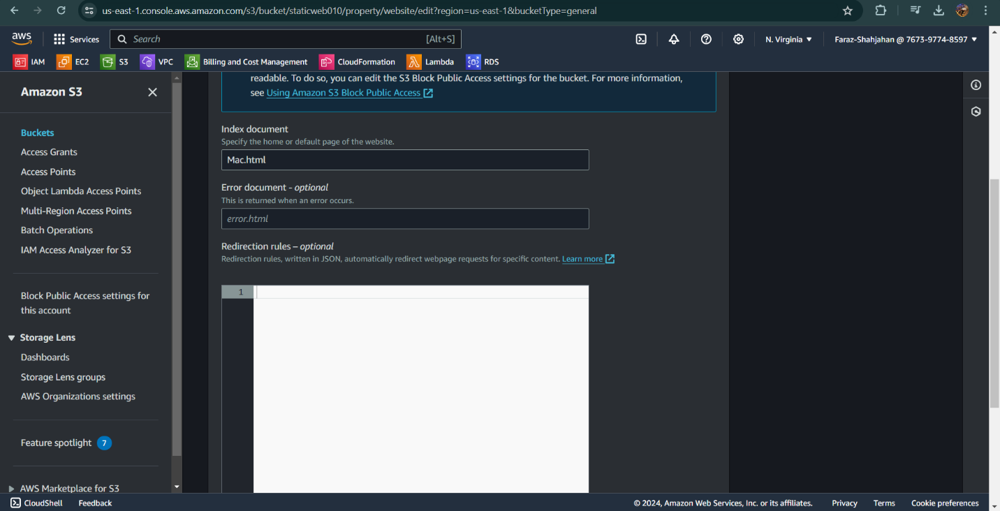 us-east-1.console.aws.amazon.com/s3/bucket/staticweb010/property/website/edit?region=us-east-1&bucketType=general
aws
Services
Search
[Alt+S]
N. Virginia
Faraz-Shahjahan @ 7673-9774-8597
IAM
EC2
S3
VPC
Billing and Cost Management
CloudFormation
Lambda
RDS
Amazon S3
Buckets
Access Grants
Access Points
Object Lambda Access Points
Multi-Region Access Points
Batch Operations
IAM Access Analyzer for S3
Block Public Access settings for
this account
Storage Lens
Dashboards
Storage Lens groups
AWS Organizations settings
Feature spotlight 7
AWS Marketplace for S3
readable. To do so, you can edit the S3 Block Public Access settings for the bucket. For more information,
see Using Amazon S3 Block Public Access
Index document
Specify the home or default page of the website.
Mac.html
Error document - optional
This is returned when an error occurs.
error.html
Redirection rules – optional
Redirection rules, written in JSON, automatically redirect webpage requests for specific content. Learn more
1
CloudShell
Feedback
© 2024, Amazon Web Services, Inc. or its affiliates.
Privacy
Terms
Cookie preferences